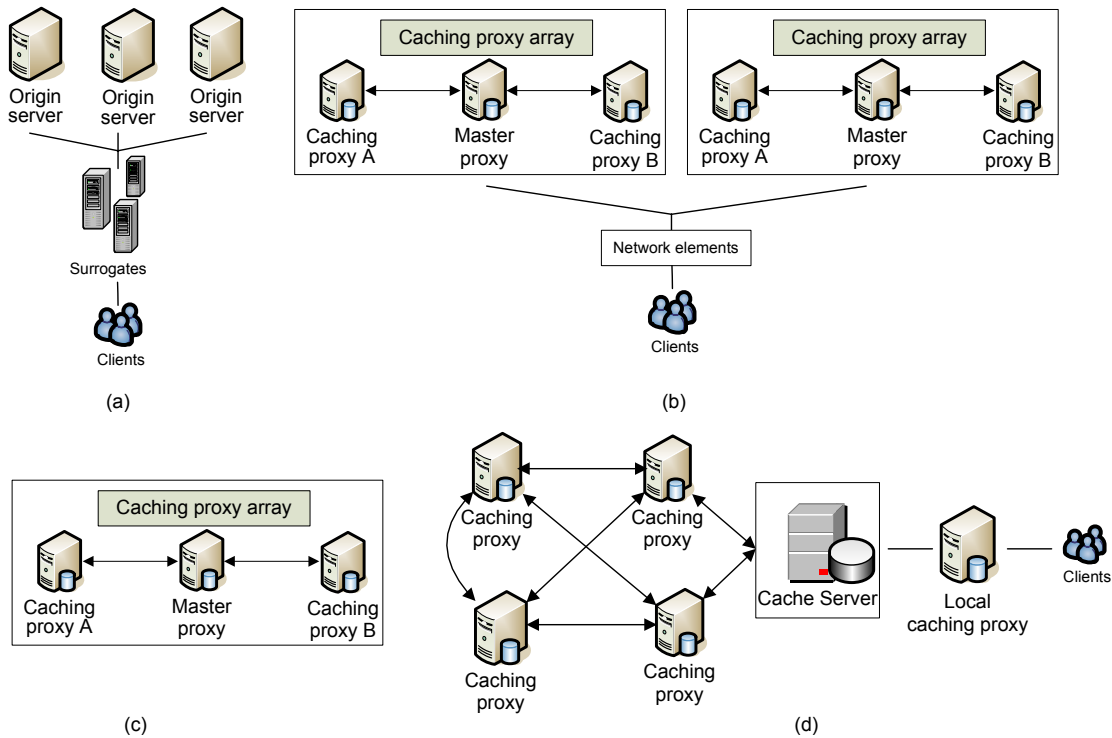 Origin
server
Origin
server
Origin
server
Surrogates
Clients
(a)
Caching proxy array
Caching
proxy A
Master
proxy
Caching
proxy B
Caching proxy array
Caching
proxy A
Master
proxy
Caching
proxy B
Network elements
Clients
(b)
Caching proxy array
Caching
proxy A
Master
proxy
Caching
proxy B
(c)
Caching
proxy
Caching
proxy
Caching
proxy
Caching
proxy
Cache Server
Local
caching proxy
Clients
(d)